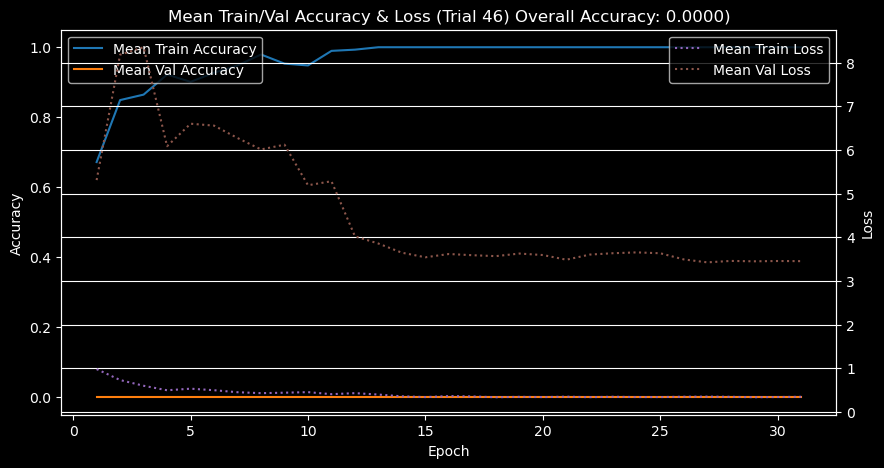 Mean Train/Val Accuracy & Loss (Trial 46) Overall Accuracy: 0.0000)
Mean Train Accuracy
Mean Val Accuracy
Mean Train Loss
Mean Val Loss
Accuracy
1.0
0.8
0.6
0.4
0.2
0.0
Loss
8
7
6
5
4
3
2
1
0
0 5 10 15 20 25 30
Epoch